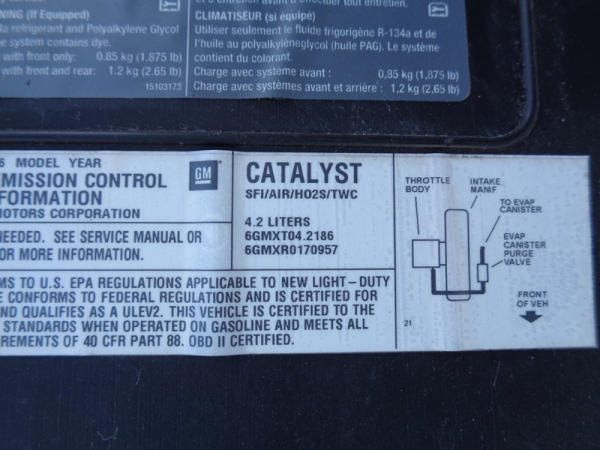 NING (If Equipped)
a refrigerant and Polyalkylene Glycol
e system contains dye.
with front only: 0.85 kg (1.875 lb)
with front and rear: 1.2 kg (2.65 lb)
15103173
et a entretien avant d'effectuer tout entretien.
CLIMATISEUR (si équipé)
Utiliser seulement le fluide frigorigène R-134a et de
l'huile au polyalkylèneglycol (huile PAG). Le système
contient du colorant.
Charge avec système avant : 0,85 kg (1,875 lb)
Charge avec systèmes avant et arrière : 1,2 kg (2,65 lb)
6 MODEL YEAR
MISSION CONTROL
FORMATION
MOTORS CORPORATION
GM
CATALYST
SFI/AIR/HO2S/TWC
NEEDED. SEE SERVICE MANUAL OR
OR MORE INFORMATION.
4.2 LITERS
6GMXT04.2186
6GMXR0170957
MS TO U.S. EPA REGULATIONS APPLICABLE TO NEW LIGHT-DUTY
E CONFORMS TO FEDERAL REGULATIONS AND IS CERTIFIED FOR
ND QUALIFIES AS A ULEV2. THIS VEHICLE IS CERTIFIED TO THE
STANDARDS WHEN OPERATED ON GASOLINE AND MEETS ALL
REMENTS OF 40 CFR PART 88. OBD II CERTIFIED.
THROTTLE
BODY
INTAKE
MANIF
TO EVAP
CANISTER
EVAP
CANISTER
PURGE
VALVE
FRONT
OF VEH
21